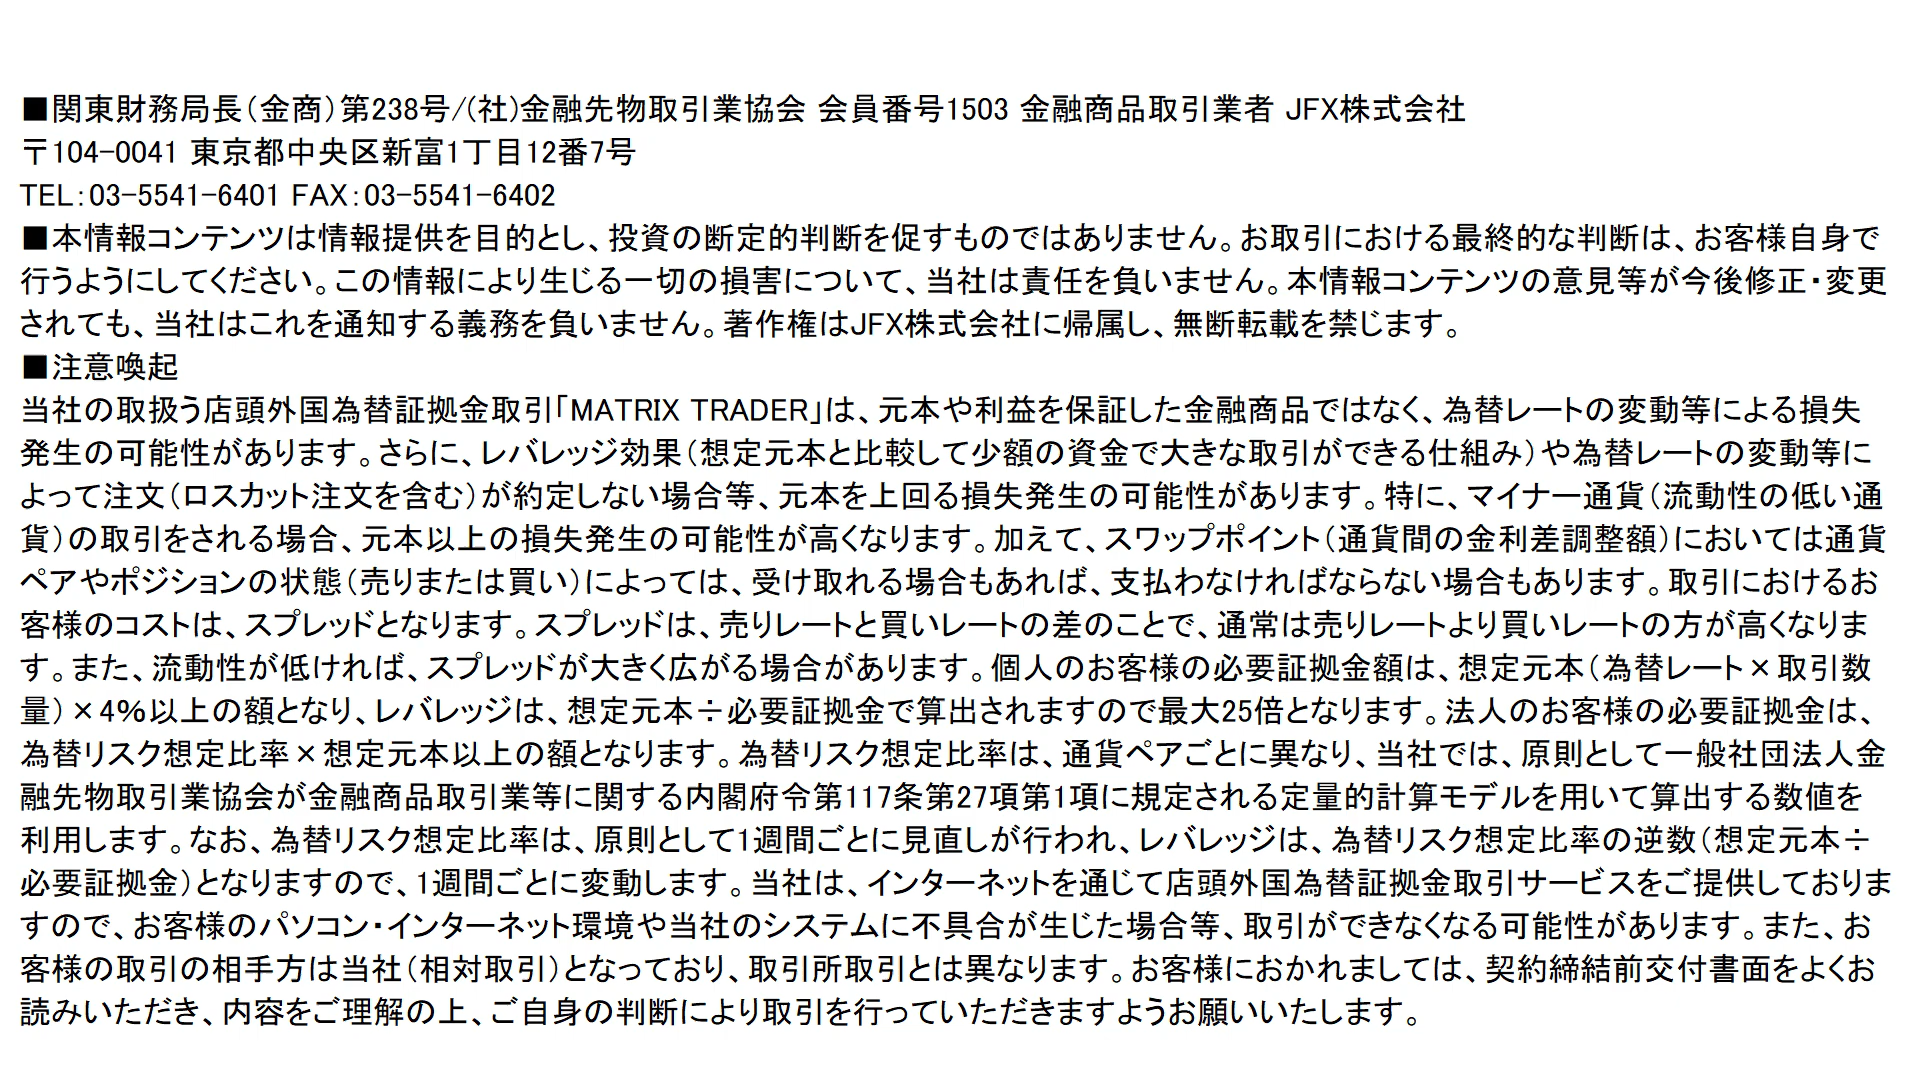 ■関東財務局長（金商）第238号/(社)金融先物取引業協会 会員番号1503 金融商品取引業者 JFX株式会社
〒104-0041 東京都中央区新富1丁目12番7号
TEL：03-5541-6401 FAX：03-5541-6402
■本情報コンテンツは情報提供を目的とし、投資の断定的判断を促すものではありません。お取引における最終的な判断は、お客様自身で
行うようにしてください。この情報により生じる一切の損害について、当社は責任を負いません。本情報コンテンツの意見等が今後修正・変更
されても、当社はこれを通知する義務を負いません。著作権はJFX株式会社に帰属し、無断転載を禁じます。
■注意喚起
当社の取扱う店頭外国為替証拠金取引「MATRIX TRADER」は、元本や利益を保証した金融商品ではなく、為替レートの変動等による損失
発生の可能性があります。さらに、レバレッジ効果（想定元本と比較して少額の資金で大きな取引ができる仕組み）や為替レートの変動等に
よって注文（ロスカット注文を含む）が約定しない場合等、元本を上回る損失発生の可能性があります。特に、マイナー通貨（流動性の低い通
貨）の取引をされる場合、元本以上の損失発生の可能性が高くなります。加えて、スワップポイント（通貨間の金利差調整額）においては通貨
ペアやポジションの状態（売りまたは買い）によっては、受け取れる場合もあれば、支払わなければならない場合もあります。取引におけるお
客様のコストは、スプレッドとなります。スプレッドは、売りレートと買いレートの差のことで、通常は売りレートより買いレートの方が高くなりま
す。また、流動性が低ければ、スプレッドが大きく広がる場合があります。個人のお客様の必要証拠金額は、想定元本（為替レート×取引数
量）×4％以上の額となり、レバレッジは、想定元本÷必要証拠金で算出されますので最大25倍となります。法人のお客様の必要証拠金は、
為替リスク想定比率×想定元本以上の額となります。為替リスク想定比率は、通貨ペアごとに異なり、当社では、原則として一般社団法人金
融先物取引業協会が金融商品取引業等に関する内閣府令第117条第27項第1項に規定される定量的計算モデルを用いて算出する数値を
利用します。なお、為替リスク想定比率は、原則として1週間ごとに見直しが行われ、レバレッジは、為替リスク想定比率の逆数（想定元本÷
必要証拠金）となりますので、1週間ごとに変動します。当社は、インターネットを通じて店頭外国為替証拠金取引サービスをご提供しておりま
すので、お客様のパソコン・インターネット環境や当社のシステムに不具合が生じた場合等、取引ができなくなる可能性があります。また、お
客様の取引の相手方は当社（相対取引）となっており、取引所取引とは異なります。お客様におかれましては、契約締結前交付書面をよくお
読みいただき、内容をご理解の上、ご自身の判断により取引を行っていただきますようお願いいたします。